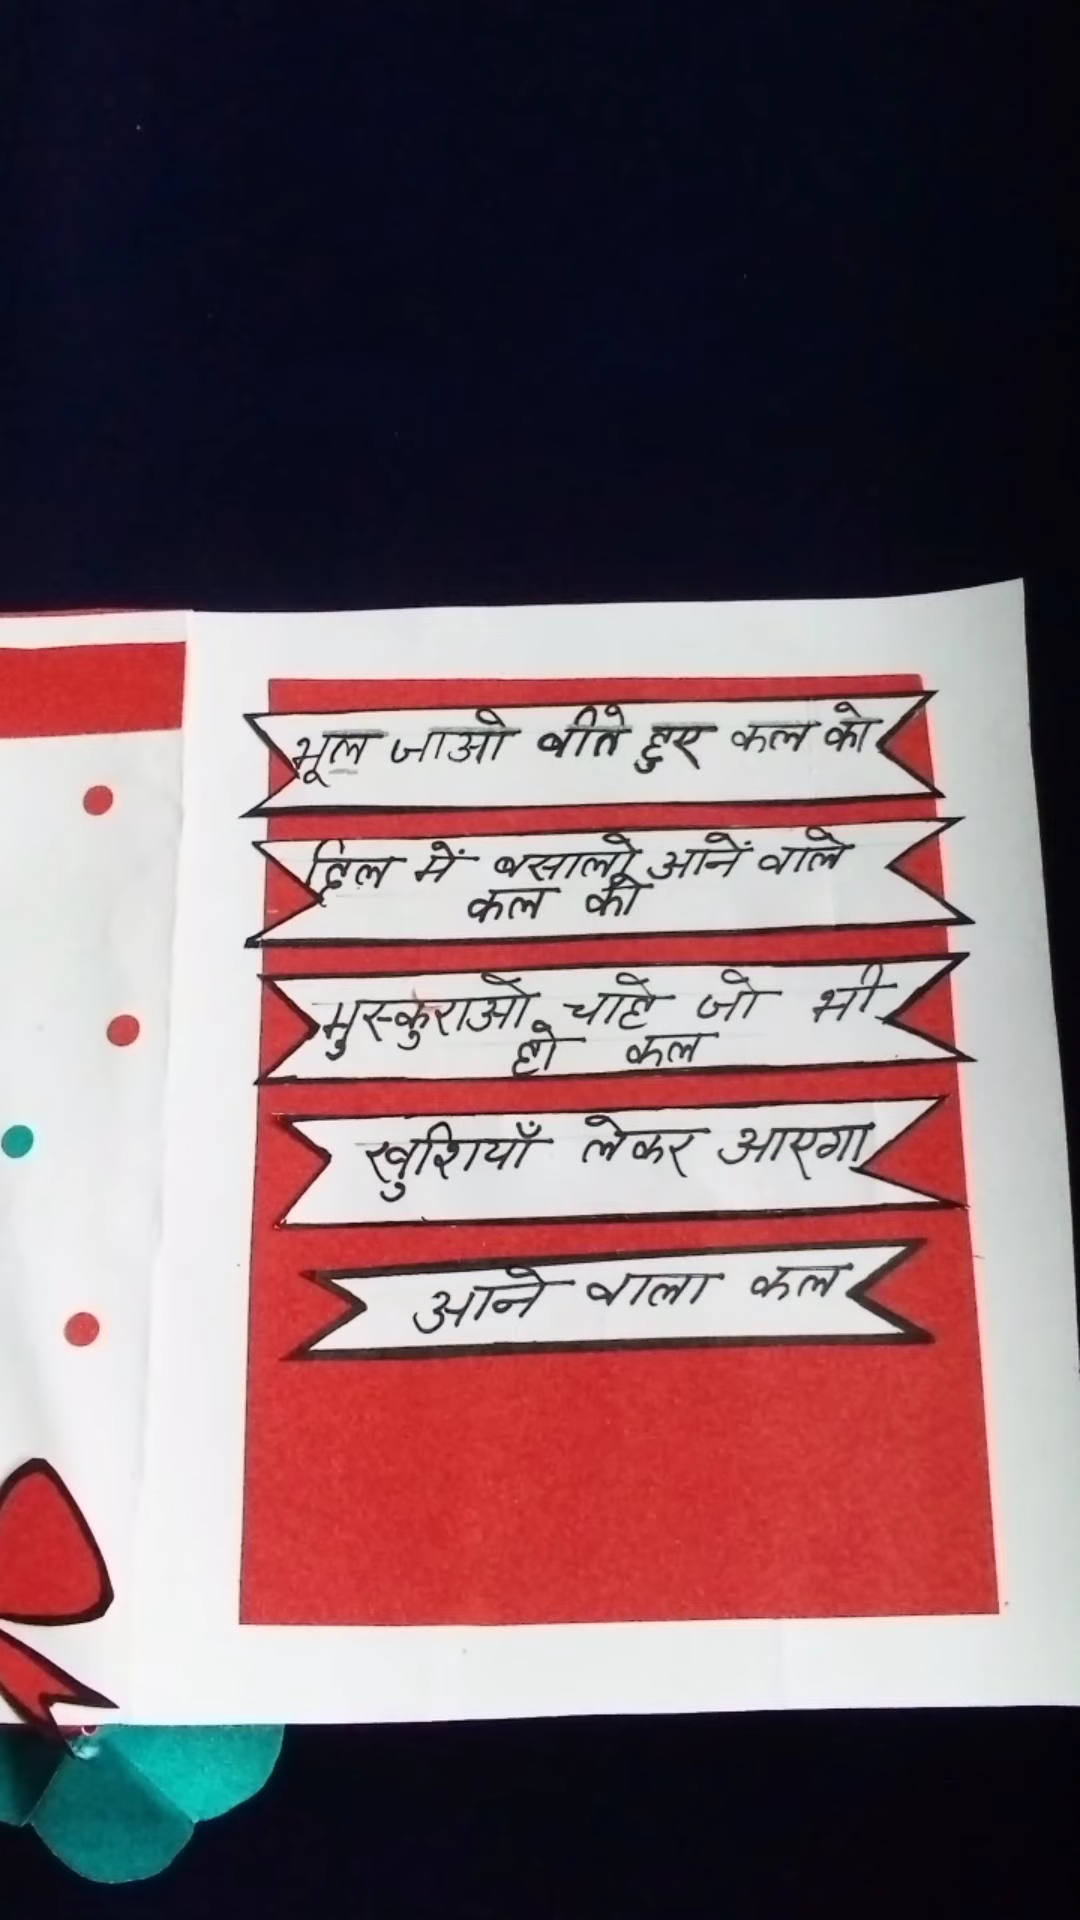 भूल जाओ बीते हुए कल को
दिल में बसालो आनें वाले
कल को
मुस्कुराओ चाहे जो भी
हो कल
खुशियाँ लेकर आएगा
आने वाला कल